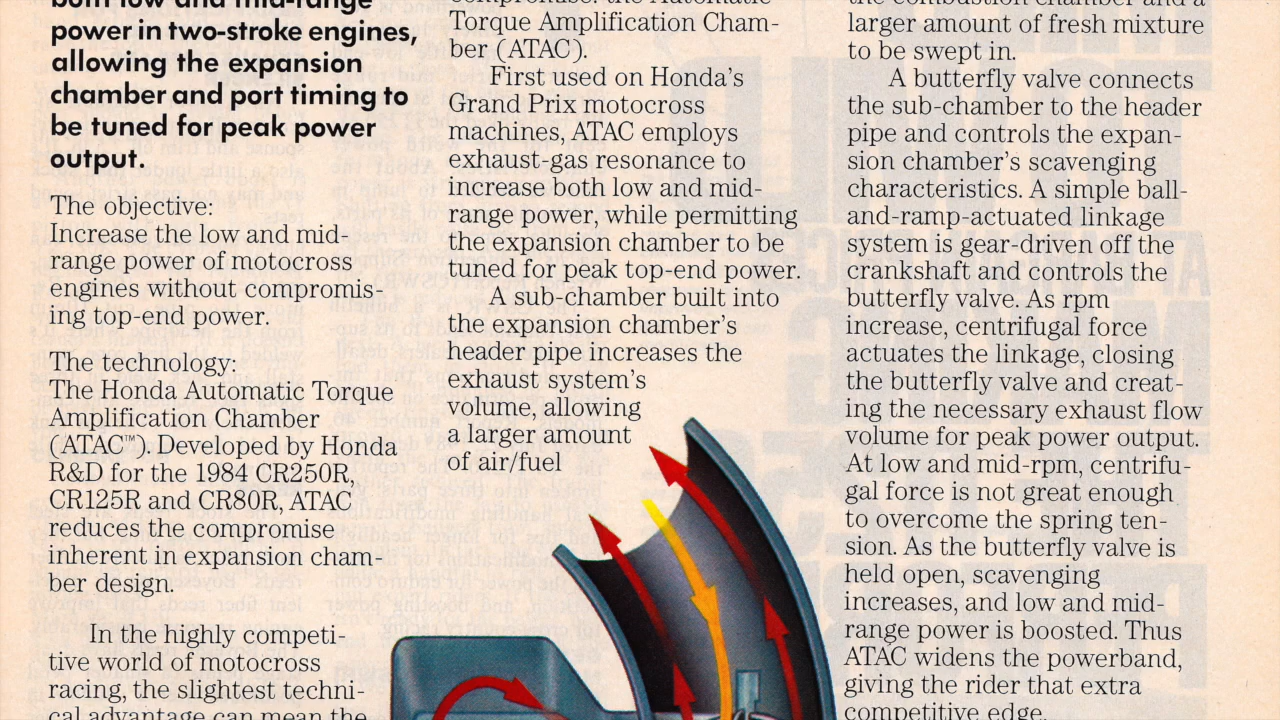 both low and mid-range
power in two-stroke engines,
allowing the expansion
chamber and port timing to
be tuned for peak power
output.
The objective:
Increase the low and mid-
range power of motocross
engines without compromis-
ing top-end power.
The technology:
The Honda Automatic Torque
Amplification Chamber
(ATAC™). Developed by Honda
R&D for the 1984 CR250R,
CR125R and CR80R, ATAC
reduces the compromise
inherent in expansion cham-
ber design.
In the highly competi-
tive world of motocross
racing, the slightest techni-
cal advantage can mean the
compromise: the Automatic
Torque Amplification Cham-
ber (ATAC).
First used on Honda's
Grand Prix motocross
machines, ATAC employs
exhaust-gas resonance to
increase both low and mid-
range power, while permitting
the expansion chamber to be
tuned for peak top-end power.
A sub-chamber built into
the expansion chamber's
header pipe increases the
exhaust system's
volume, allowing
a larger amount
of air/fuel
the combustion chamber and a
larger amount of fresh mixture
to be swept in.
A butterfly valve connects
the sub-chamber to the header
pipe and controls the expan-
sion chamber's scavenging
characteristics. A simple ball-
and-ramp-actuated linkage
system is gear-driven off the
crankshaft and controls the
butterfly valve. As rpm
increase, centrifugal force
actuates the linkage, closing
the butterfly valve and creat-
ing the necessary exhaust flow
volume for peak power output.
At low and mid-rpm, centrifu-
gal force is not great enough
to overcome the spring ten-
sion. As the butterfly valve is
held open, scavenging
increases, and low and mid-
range power is boosted. Thus
ATAC widens the powerband,
giving the rider that extra
competitive edge.